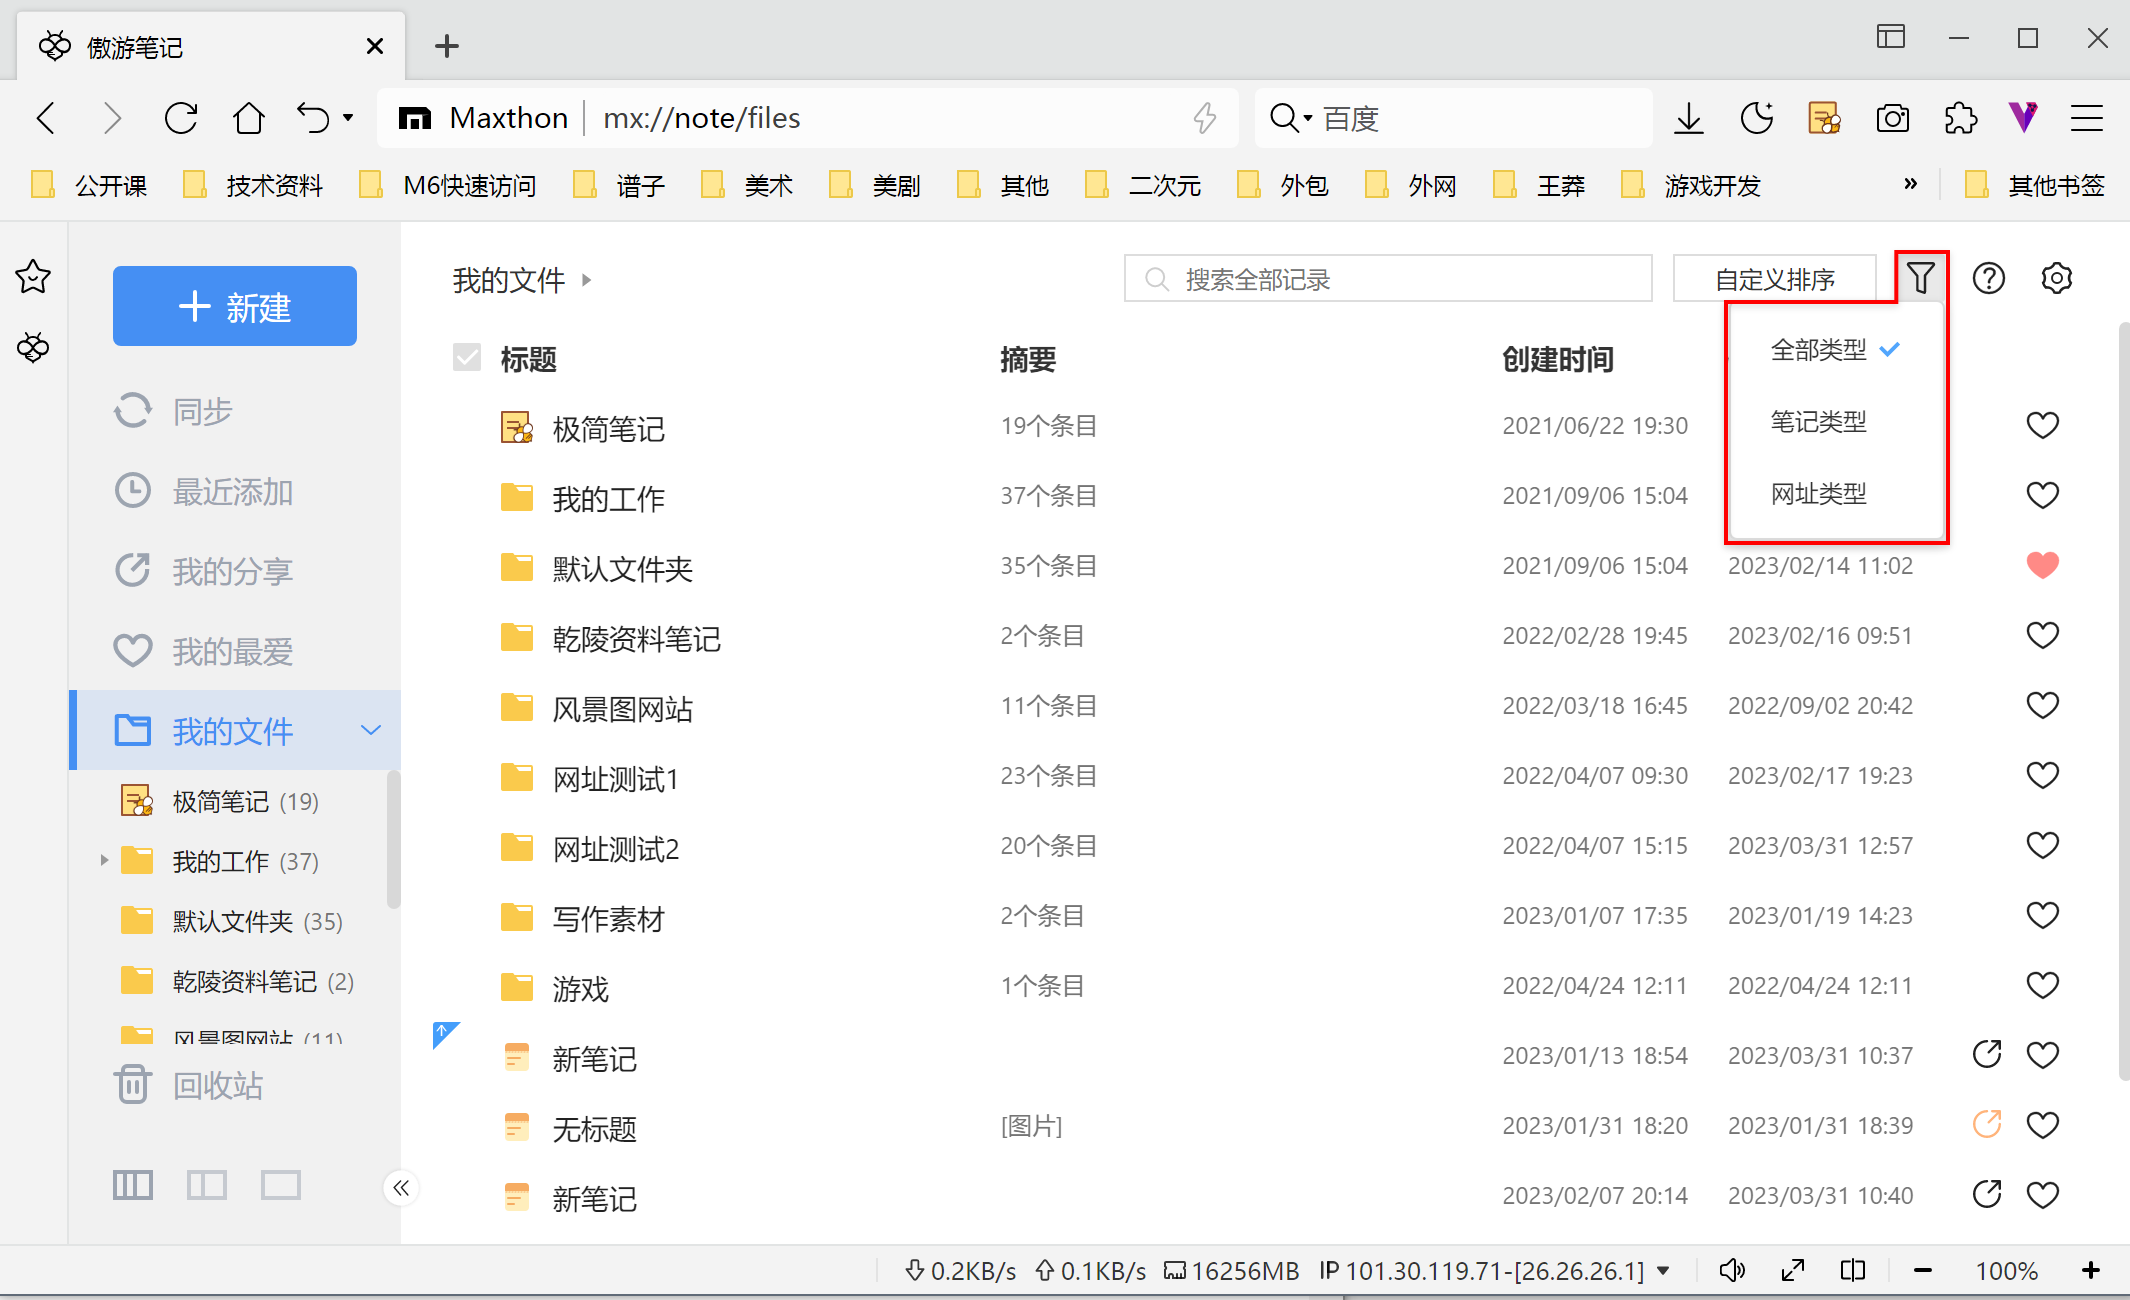 傲游笔记
Maxthon mx://note/files 百度
公开课 技术资料 M6快速访问 谱子 美术 美剧 其他 二次元 外包 外网 王莽 游戏开发 » 其他书签
新建
同步
最近添加
我的分享
我的最爱
我的文件
极简笔记 (19)
我的工作 (37)
默认文件夹 (35)
乾陵资料笔记 (2)
风景图网站 (11)
回收站
我的文件
搜索全部记录
自定义排序
全部类型
笔记类型
网址类型
标题 摘要 创建时间
极简笔记 19个条目 2021/06/22 19:30
我的工作 37个条目 2021/09/06 15:04
默认文件夹 35个条目 2021/09/06 15:04 2023/02/14 11:02
乾陵资料笔记 2个条目 2022/02/28 19:45 2023/02/16 09:51
风景图网站 11个条目 2022/03/18 16:45 2022/09/02 20:42
网址测试1 23个条目 2022/04/07 09:30 2023/02/17 19:23
网址测试2 20个条目 2022/04/07 15:15 2023/03/31 12:57
写作素材 2个条目 2023/01/07 17:35 2023/01/19 14:23
游戏 1个条目 2022/04/24 12:11 2022/04/24 12:11
新笔记 2023/01/13 18:54 2023/03/31 10:37
无标题 [图片] 2023/01/31 18:20 2023/01/31 18:39
新笔记 2023/02/07 20:14 2023/03/31 10:40
0.2KB/s 0.1KB/s 16256MB IP 101.30.119.71-[26.26.26.1] 100%